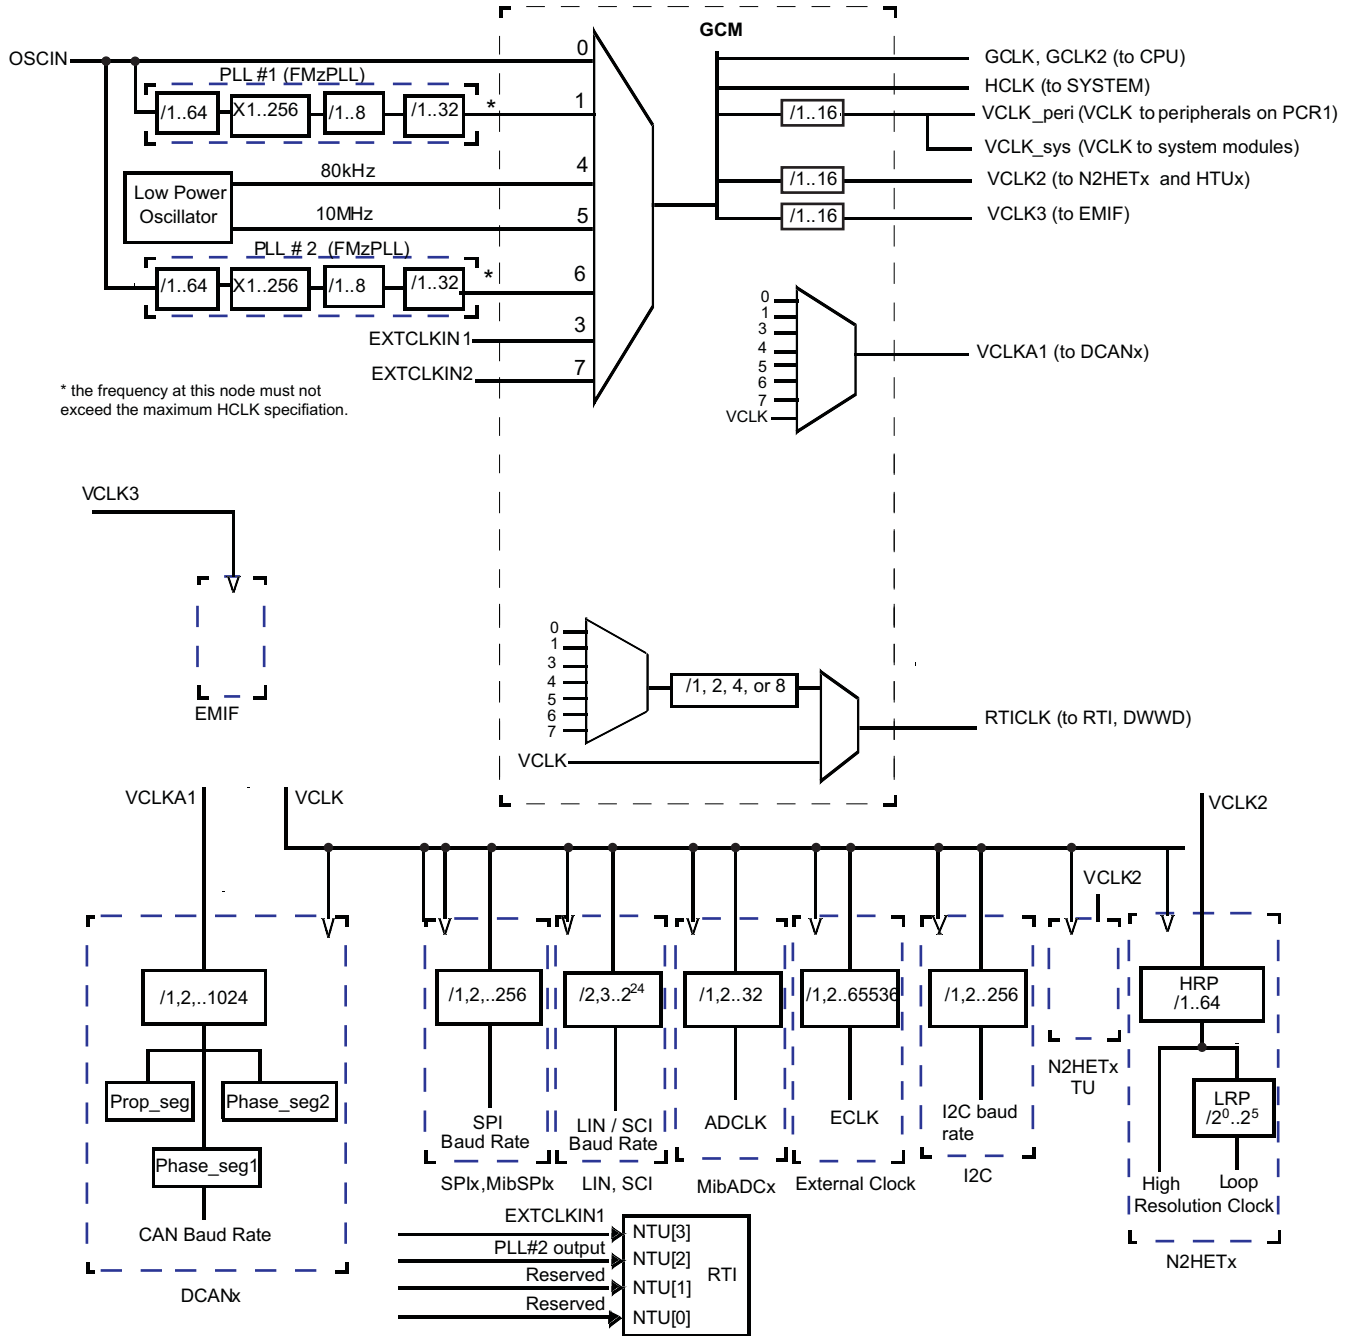 GCM
OSCIN
0
GCLK, GCLK2 (to CPU)
PLL #1 (FMzPLL)
HCLK (to SYSTEM)
/1..64
X1..256
/1..8
/1..32
*
1
/1..16
VCLK_peri (VCLK to peripherals on PCR1)
VCLK_sys (VCLK to system modules)
80kHz
4
/1..16
VCLK2 (to N2HETx and HTUx)
Low Power
Oscillator
10MHz
5
/1..16
VCLK3 (to EMIF)
PLL # 2 (FMzPLL)
/1..64
X1..256
/1..8
/1..32
*
6
EXTCLKIN1
3
EXTCLKIN2
7
0
1
3
4
5
6
7
VCLK
VCLKA1 (to DCANx)
* the frequency at this node must not
exceed the maximum HCLK specifiation.
VCLK3
EMIF
0
1
3
4
5
6
7
/1, 2, 4, or 8
VCLK
RTICLK (to RTI, DWWD)
VCLKA1
VCLK
VCLK2
VCLK2
/1,2,..1024
Prop_seg
Phase_seg2
Phase_seg1
CAN Baud Rate
DCANx
/1,2,..256
SPI
Baud Rate
SPIx,MibSPIx
/2,3..2²⁴
LIN / SCI
Baud Rate
LIN, SCI
/1,2..32
ADCLK
MibADCx
/1,2..65536
ECLK
External Clock
/1,2..256
I2C baud
rate
I2C
N2HETx
TU
HRP
/1..64
LRP
/2⁰..2⁵
High
Loop
Resolution Clock
N2HETx
EXTCLKIN1
NTU[3]
PLL#2 output
NTU[2]
RTI
Reserved
NTU[1]
Reserved
NTU[0]